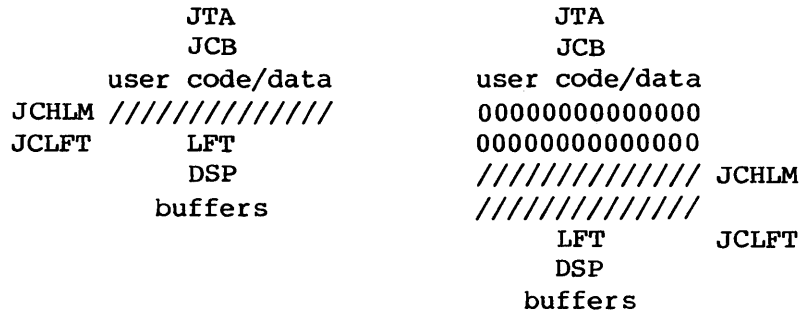 JTA JTA
JCB JCB
user code/data user code/data
JCHLM ////////////// 00000000000000
JCLFT LFT 00000000000000
DSP ////////////// JCHLM
buffers //////////////
LFT JCLFT
DSP
buffers